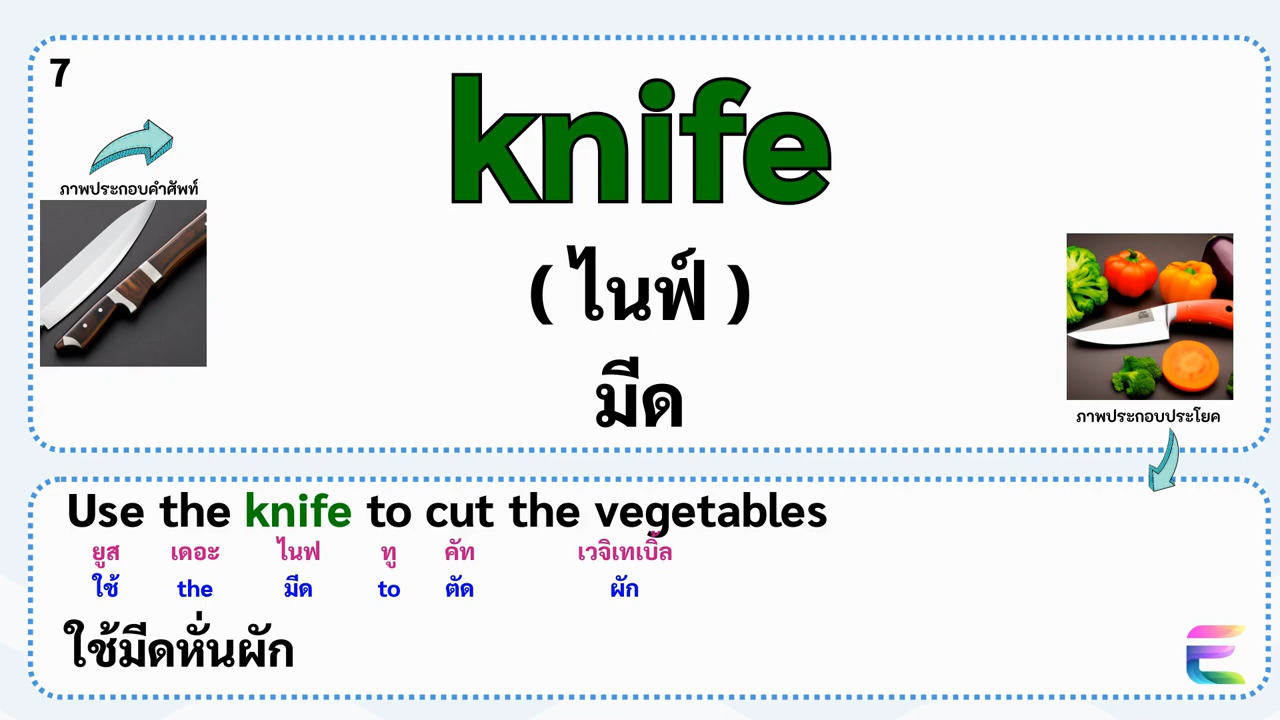 7
knife
( ไนฟ์ )
มีด
ภาพประกอบคำศัพท์
ภาพประกอบประโยค
Use the knife to cut the vegetables
ยูส เดอะ ไนฟ ทู คัท เวจิเทเบิ้ล
ใช้ the มีด to ตัด ผัก
ใช้มีดหั่นผัก